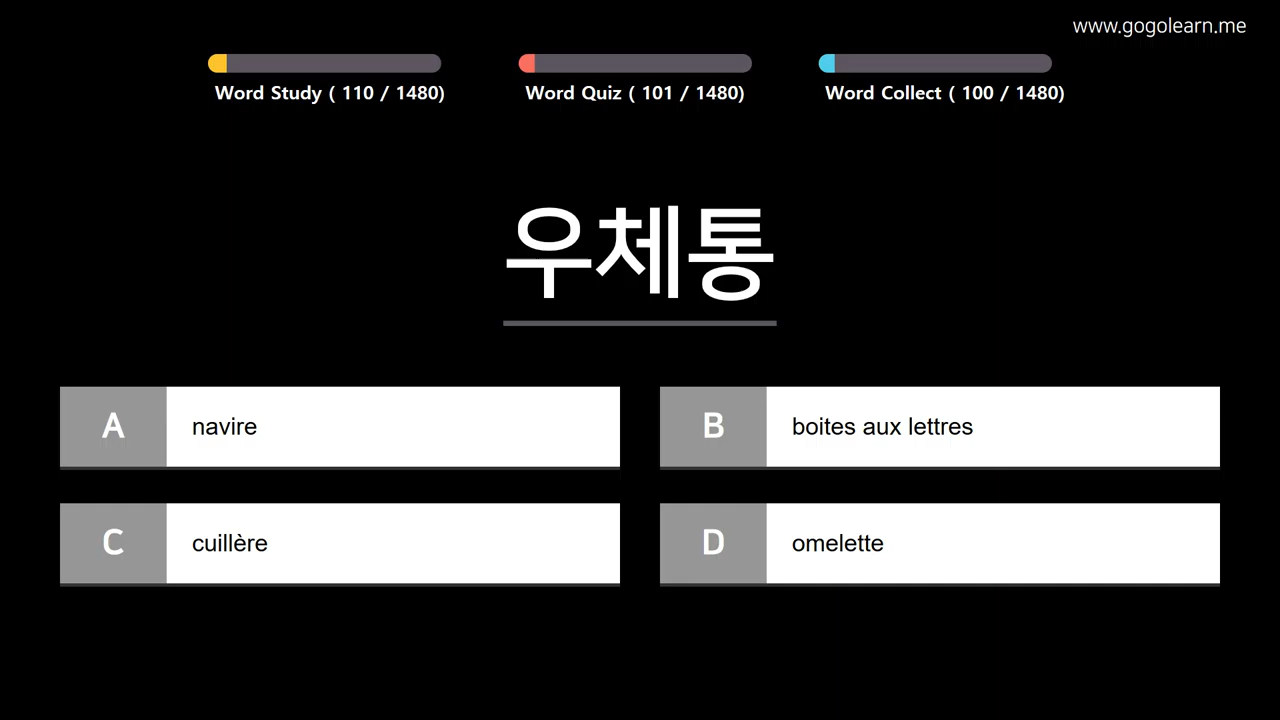 www.gogolearn.me
Word Study ( 110 / 1480)
Word Quiz ( 101 / 1480)
Word Collect ( 100 / 1480)
우체통
A navire
B boites aux lettres
C cuillère
D omelette